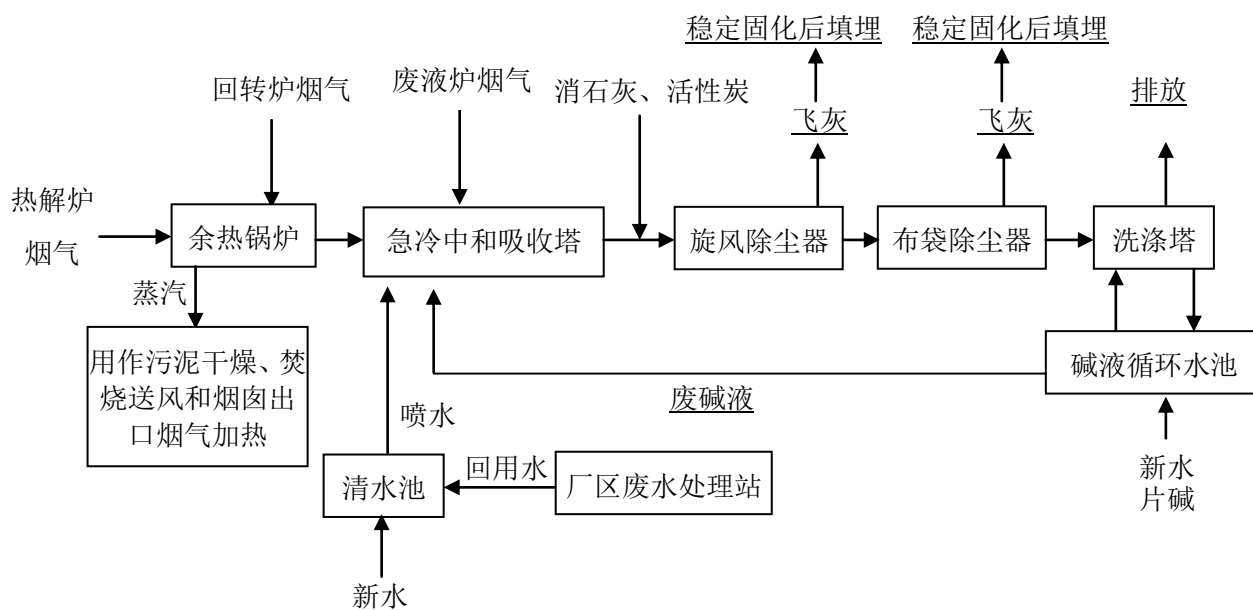 稳定固化后填埋
稳定固化后填埋
回转炉烟气
废液炉烟气
消石灰、活性炭
飞灰
飞灰
排放
热解炉
烟气
余热锅炉
急冷中和吸收塔
旋风除尘器
布袋除尘器
洗涤塔
蒸汽
用作污泥干燥、焚
烧送风和烟囱出
口烟气加热
碱液循环水池
废碱液
喷水
清水池
回用水
厂区废水处理站
新水
片碱
新水